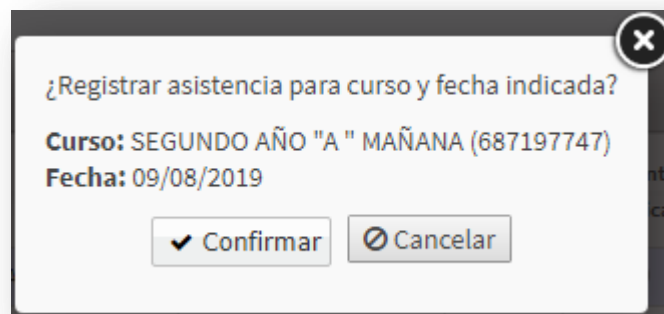 ¿Registrar asistencia para curso y fecha indicada?
Curso: SEGUNDO AÑO "A " MAÑANA (687197747)
Fecha: 09/08/2019
Confirmar Cancelar